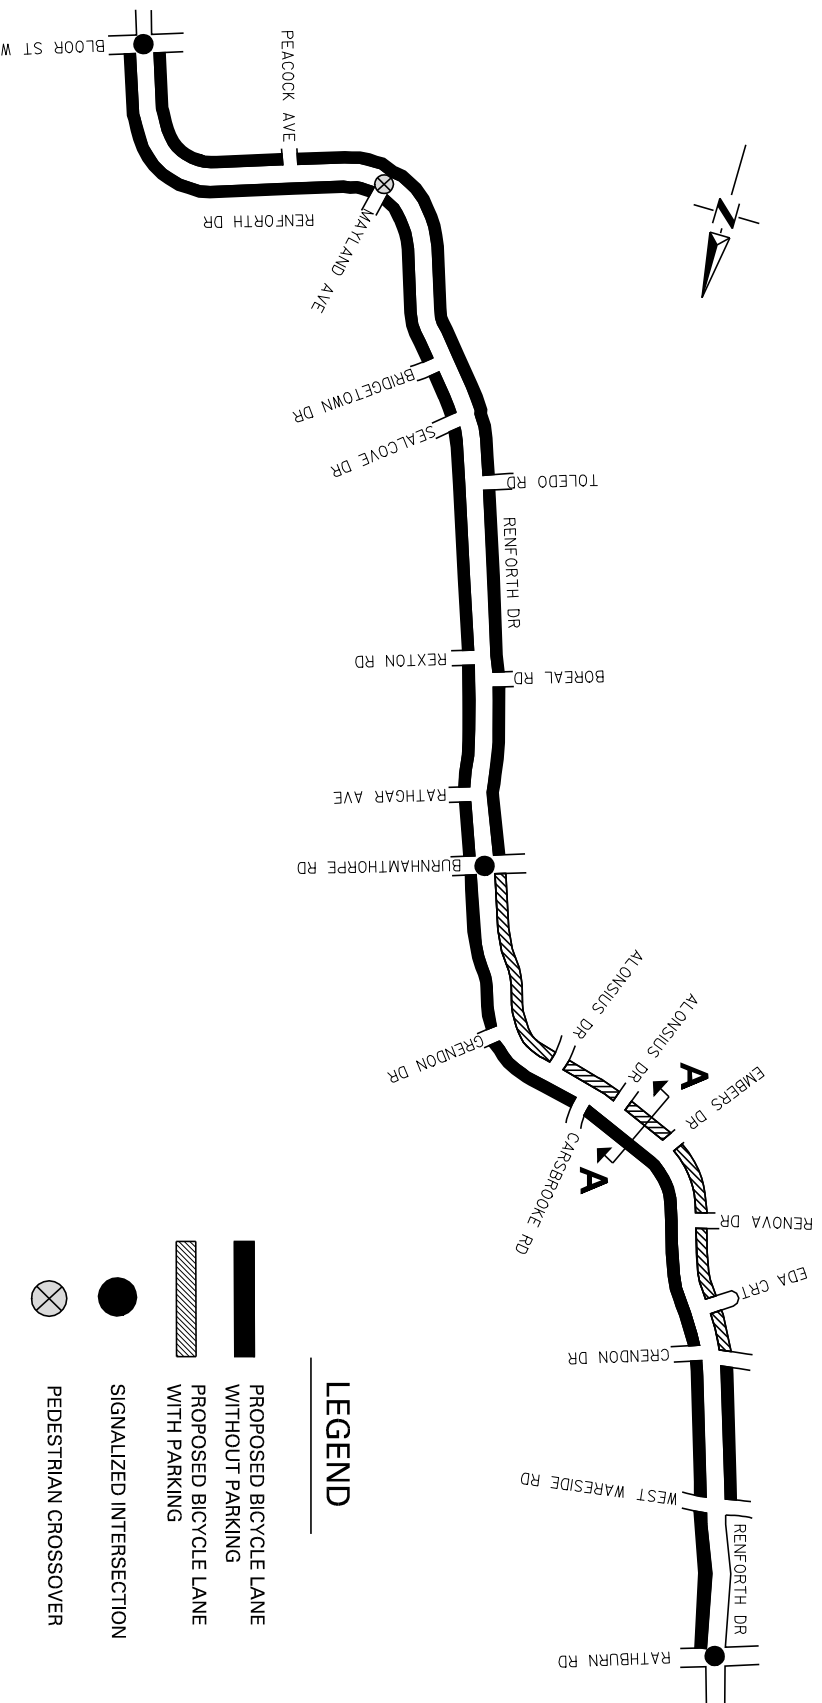 BLOOR ST W
PEACOCK AVE
RENFORTH DR
MAYLAND AVE
N
BRIDGETOWN DR
SEALCOVE DR
TOLEDO RD
RENFORTH DR
REXTON RD
BOREAL RD
RATHGAR AVE
BURNHAMTHORPE RD
ALONSIUS DR
ALONSIUS DR
GRENDON DR
A
EMBERS DR
CARSBROOKE RD
A
RENOVA DR
EDA CRT
CRENDON DR
WEST WARESIDE RD
RENFORTH DR
RATHBURN RD
LEGEND
PROPOSED BICYCLE LANE
WITHOUT PARKING
PROPOSED BICYCLE LANE
WITH PARKING
SIGNALIZED INTERSECTION
PEDESTRIAN CROSSOVER